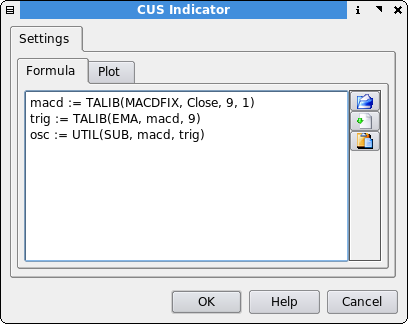 CUS Indicator
Settings
Formula Plot
macd := TALIB(MACDFIX, Close, 9, 1)
trig := TALIB(EMA, macd, 9)
osc := UTIL(SUB, macd, trig)
OK Help Cancel